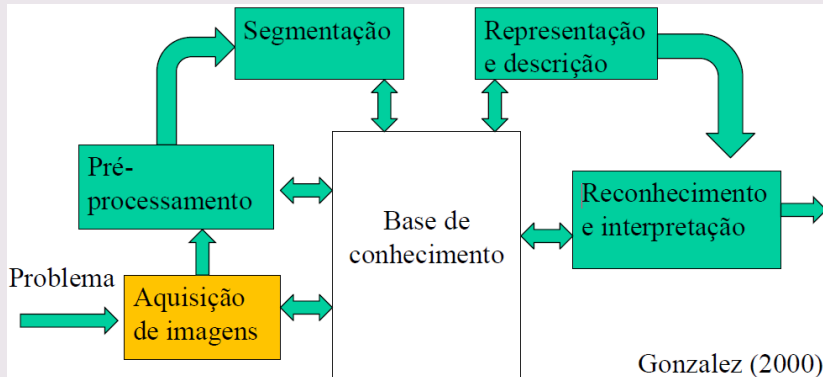 Segmentação
Representação
e descrição
Pré-
processamento
Reconhecimento
e interpretação
Base de
conhecimento
Problema
Aquisição
de imagens
Gonzalez (2000)